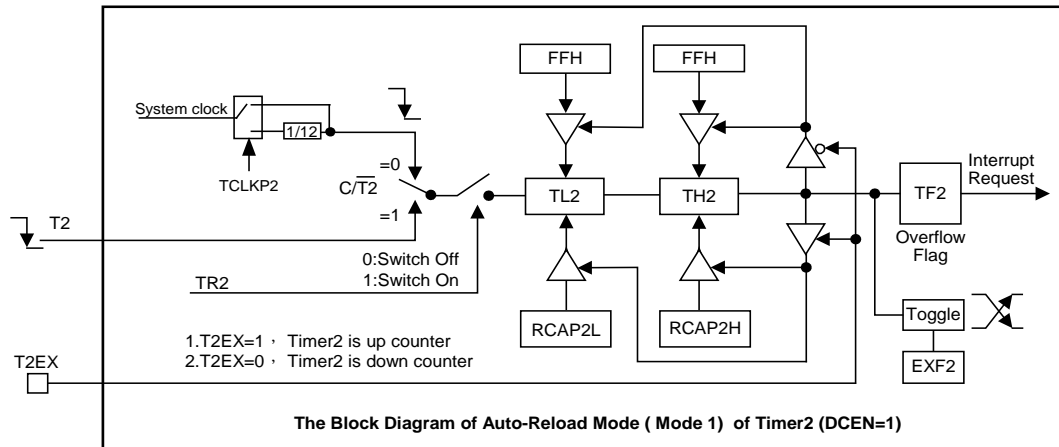 FFH
FFH
System clock
1/12
TCLKP2
=0
C/T2
=1
TL2
TH2
TF2
Interrupt
Request
Overflow
Flag
T2
0:Switch Off
1:Switch On
TR2
RCAP2L
RCAP2H
Toggle
EXF2
1.T2EX=1， Timer2 is up counter
2.T2EX=0， Timer2 is down counter
T2EX
The Block Diagram of Auto-Reload Mode ( Mode 1) of Timer2 (DCEN=1)